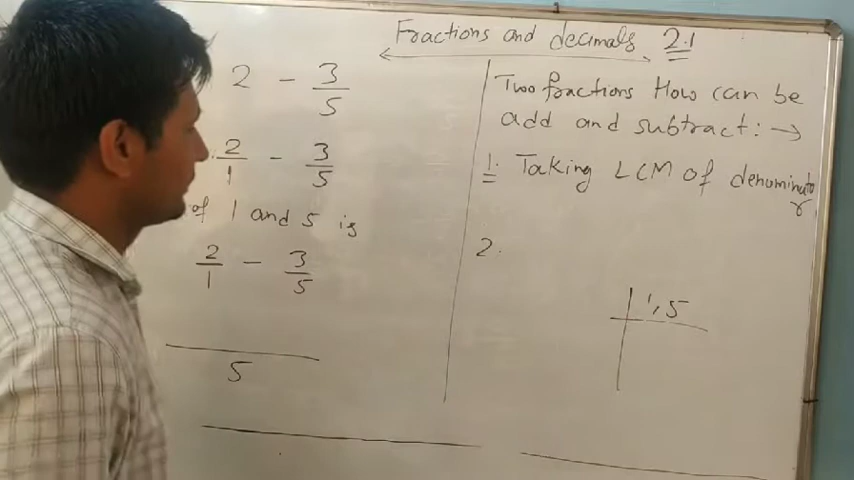 Fractions and decimals 2.1
2 - 3/5
2/1 - 3/5
of 1 and 5 is
2/1 - 3/5
5
Two fractions How can be
add and subtract :- →
1. Taking LCM of denominator
2.
1, 5